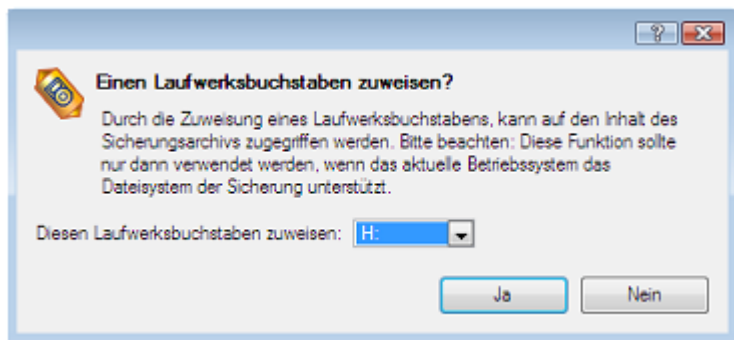 Einen Laufwerksbuchstaben zuweisen?
Durch die Zuweisung eines Laufwerksbuchstabens, kann auf den Inhalt des
Sicherungsarchivs zugegriffen werden. Bitte beachten: Diese Funktion sollte
nur dann verwendet werden, wenn das aktuelle Betriebssystem das
Dateisystem der Sicherung unterstützt.
Diesen Laufwerksbuchstaben zuweisen: H:
Ja Nein